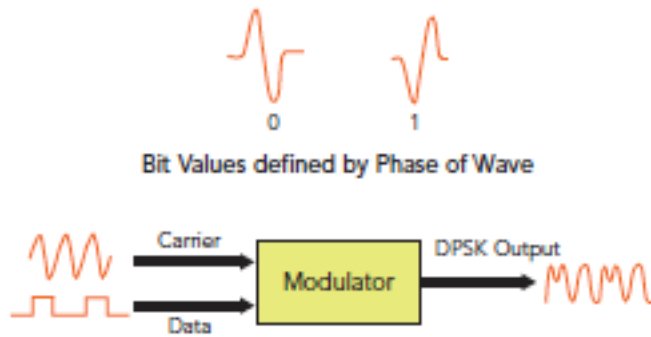 0 1
Bit Values defined by Phase of Wave
Carrier
DPSK Output
Modulator
Data